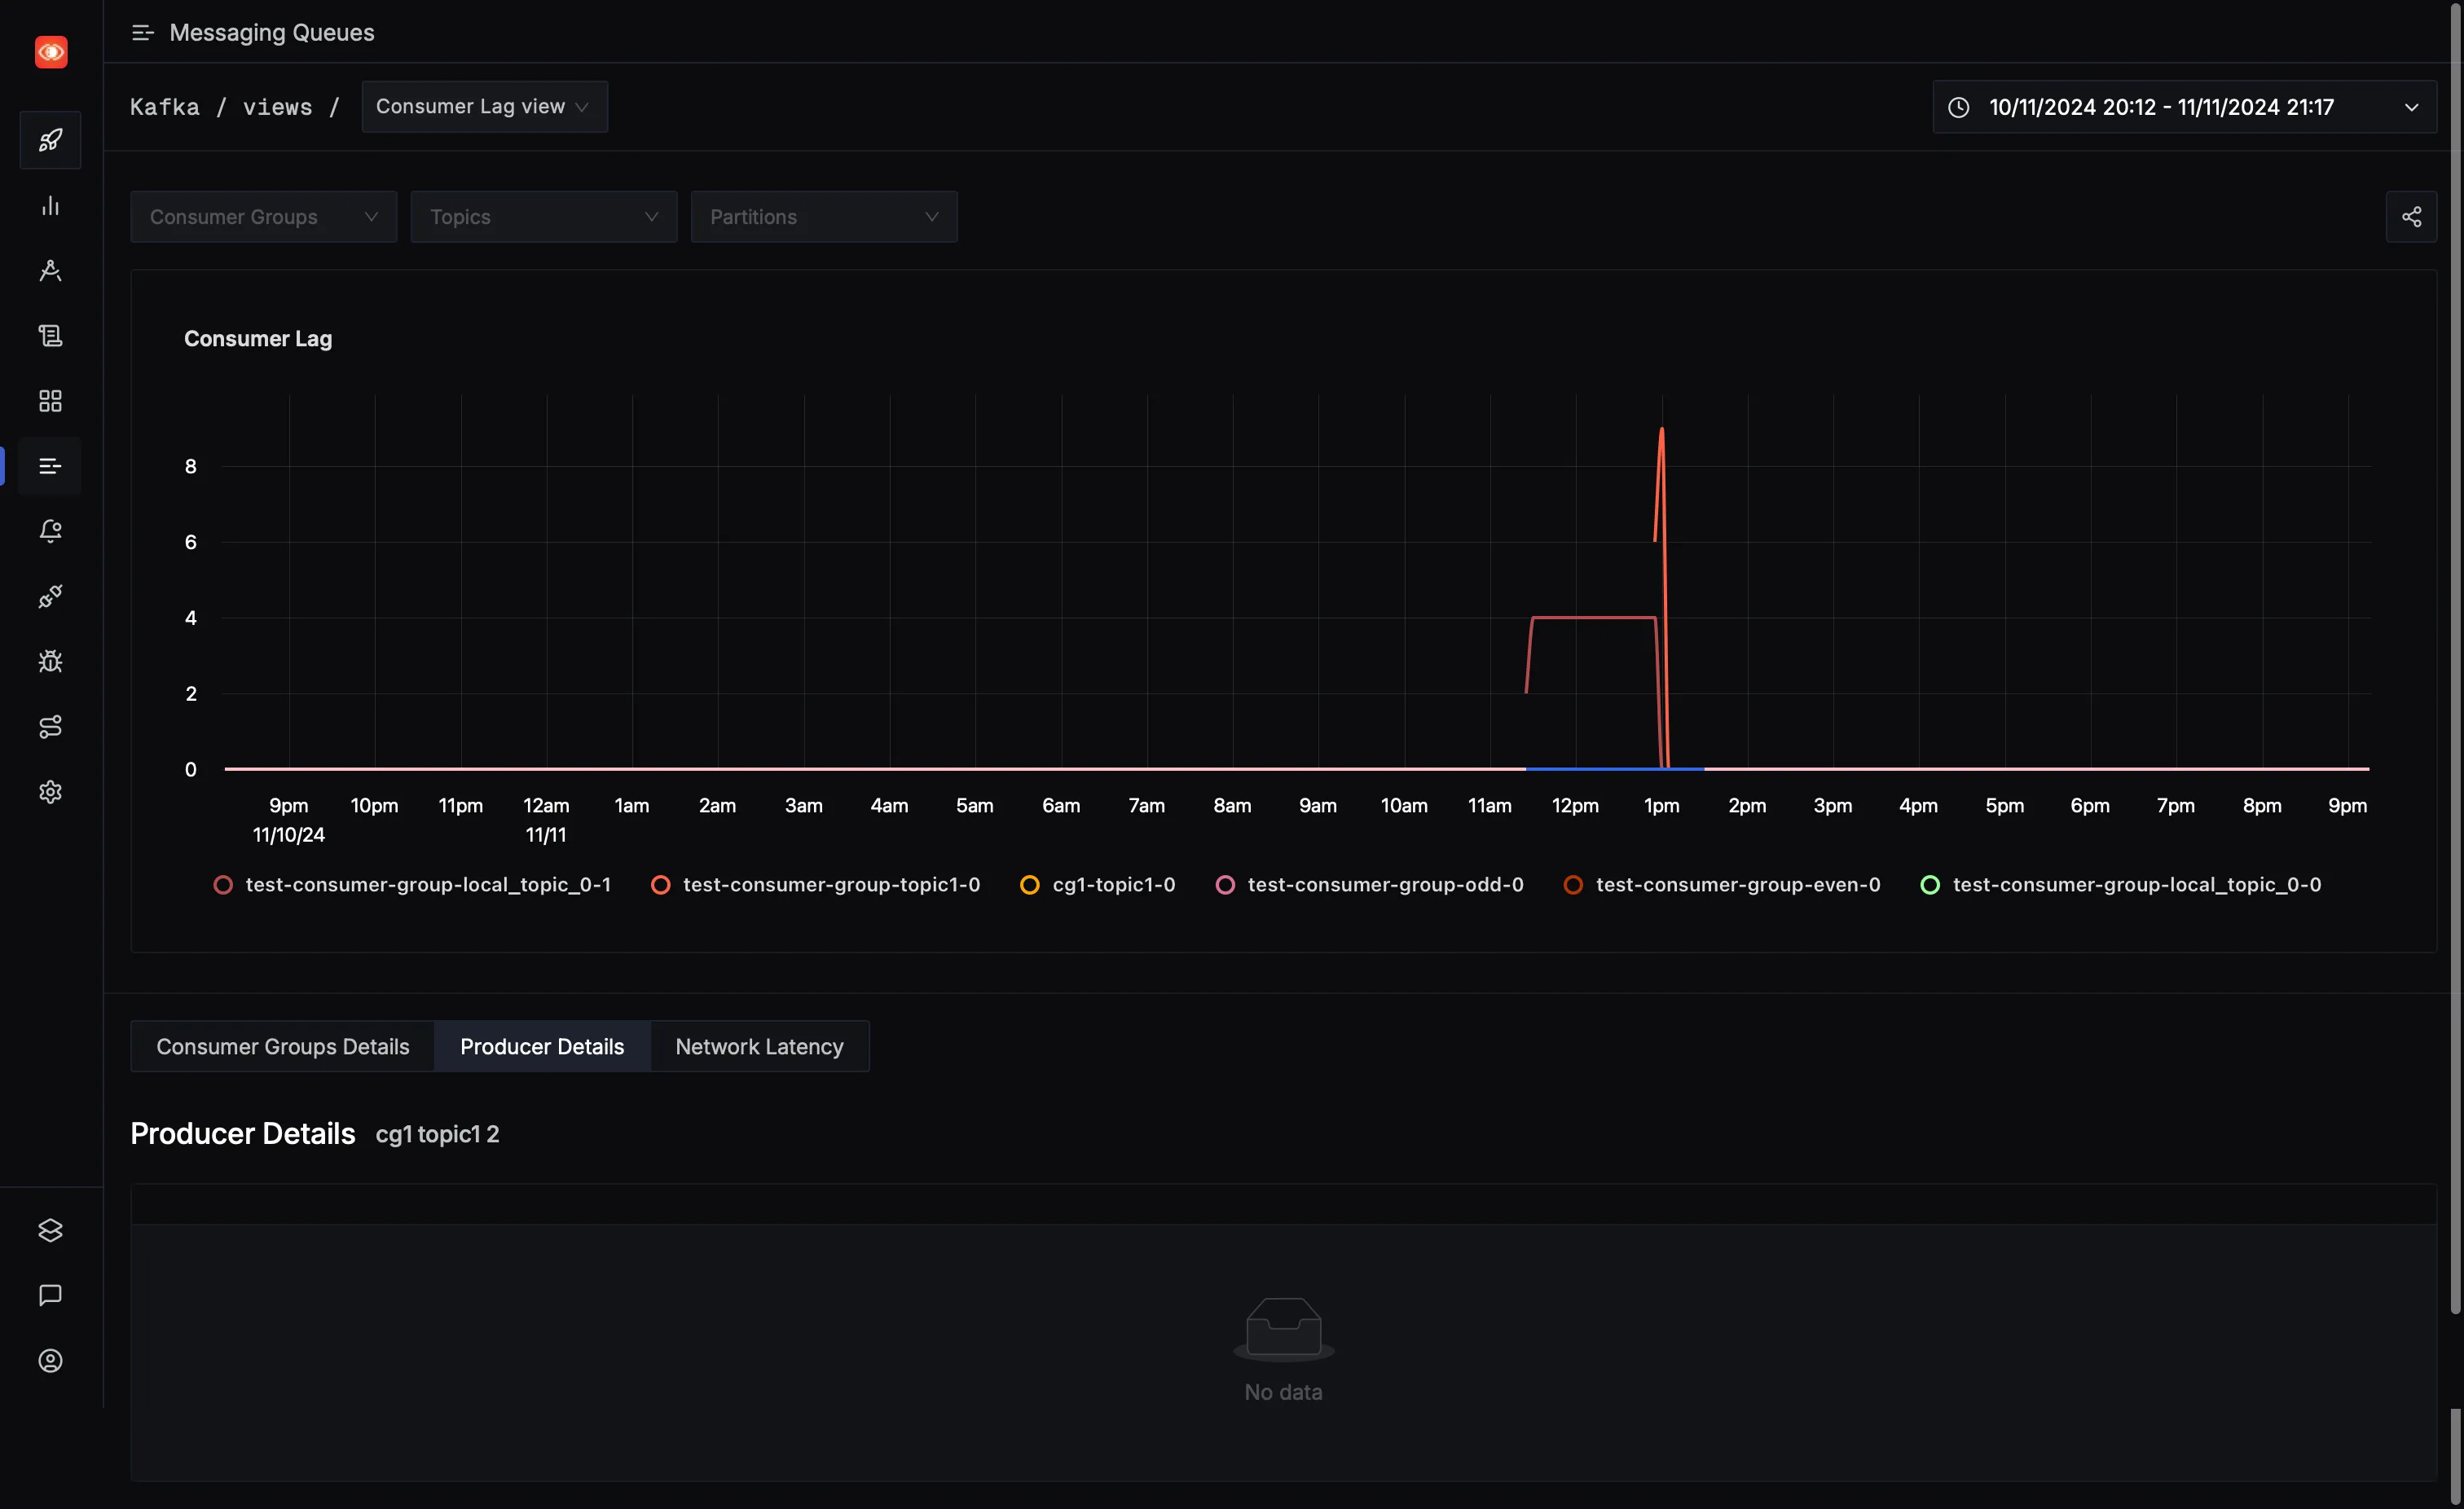 Messaging Queues
Kafka / views / Consumer Lag view
10/11/2024 20:12 - 11/11/2024 21:17
Consumer Groups
Topics
Partitions
Consumer Lag
8
6
4
2
0
9pm 10pm 11pm 12am 1am 2am 3am 4am 5am 6am 7am 8am 9am 10am 11am 12pm 1pm 2pm 3pm 4pm 5pm 6pm 7pm 8pm 9pm
11/10/24 11/11
test-consumer-group-local_topic_0-1 test-consumer-group-topic1-0 cg1-topic1-0 test-consumer-group-odd-0 test-consumer-group-even-0 test-consumer-group-local_topic_0-0
Consumer Groups Details Producer Details Network Latency
Producer Details cg1 topic1 2
No data